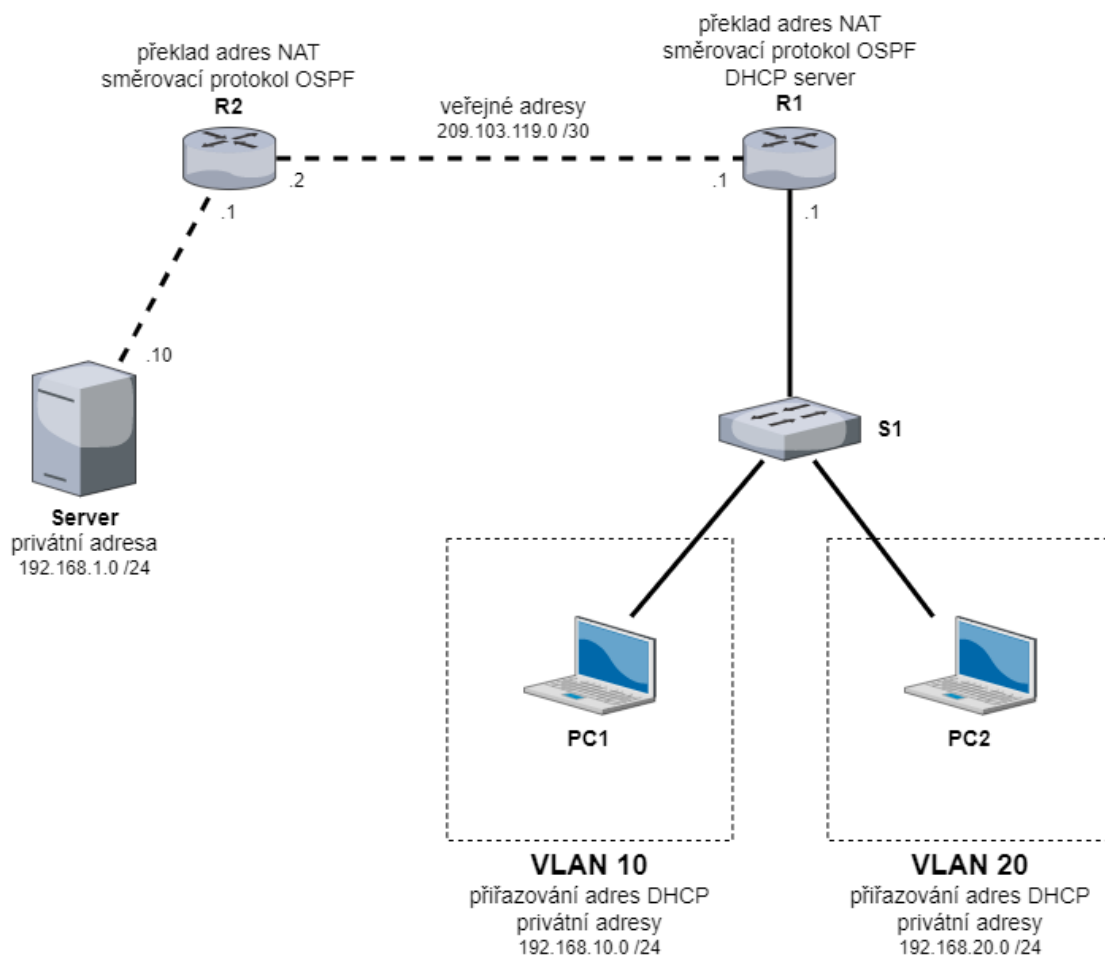 překlad adres NAT
směrovací protokol OSPF
R2
překlad adres NAT
směrovací protokol OSPF
DHCP server
R1
veřejné adresy
209.103.119.0 /30
.2
.1
.1
.1
.10
S1
Server
privátní adresa
192.168.1.0 /24
PC1
PC2
VLAN 10
přiřazování adres DHCP
privátní adresy
192.168.10.0 /24
VLAN 20
přiřazování adres DHCP
privátní adresy
192.168.20.0 /24